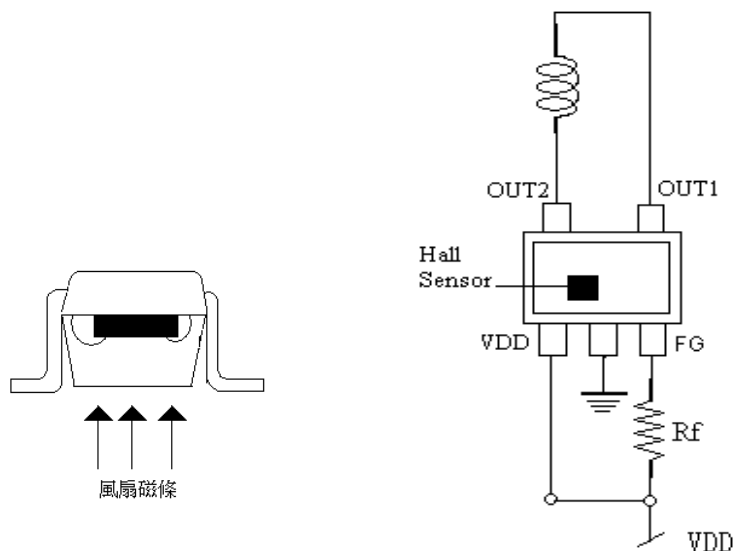 OUT2
OUT1
Hall
Sensor
VDD
FG
Rf
風扇磁條
VDD